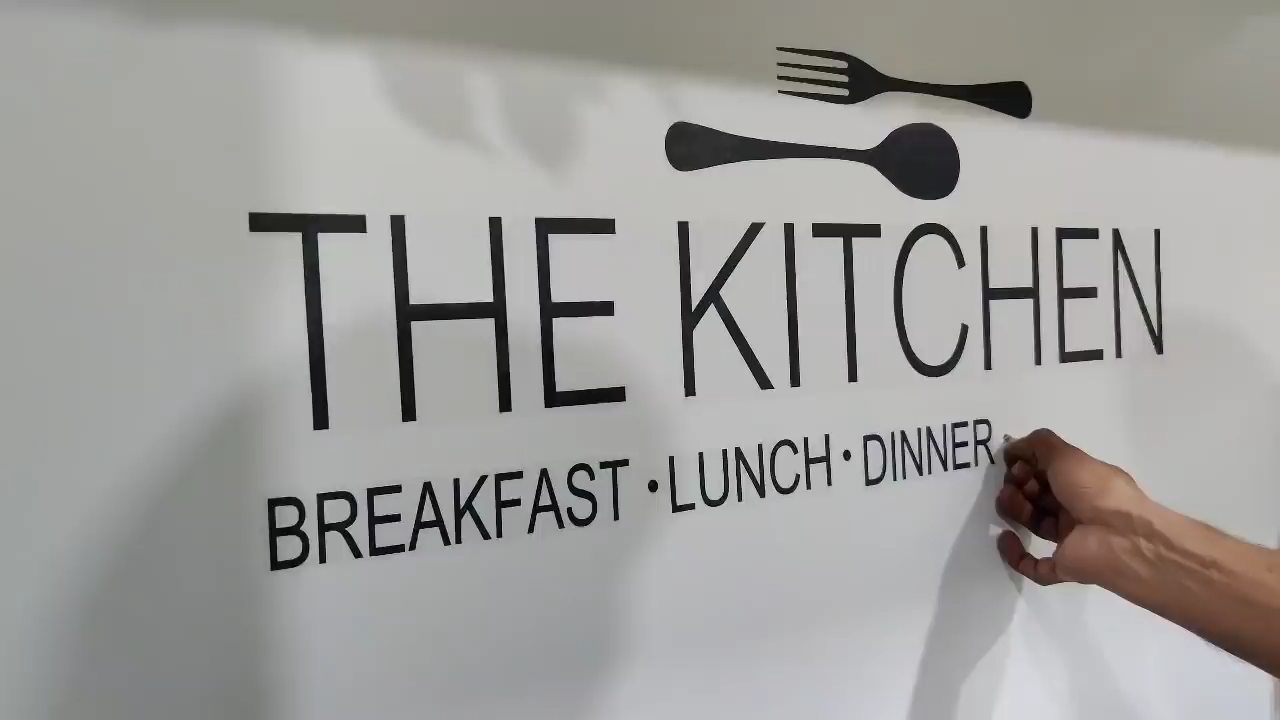 THE KITCHEN
BREAKFAST · LUNCH · DINNER